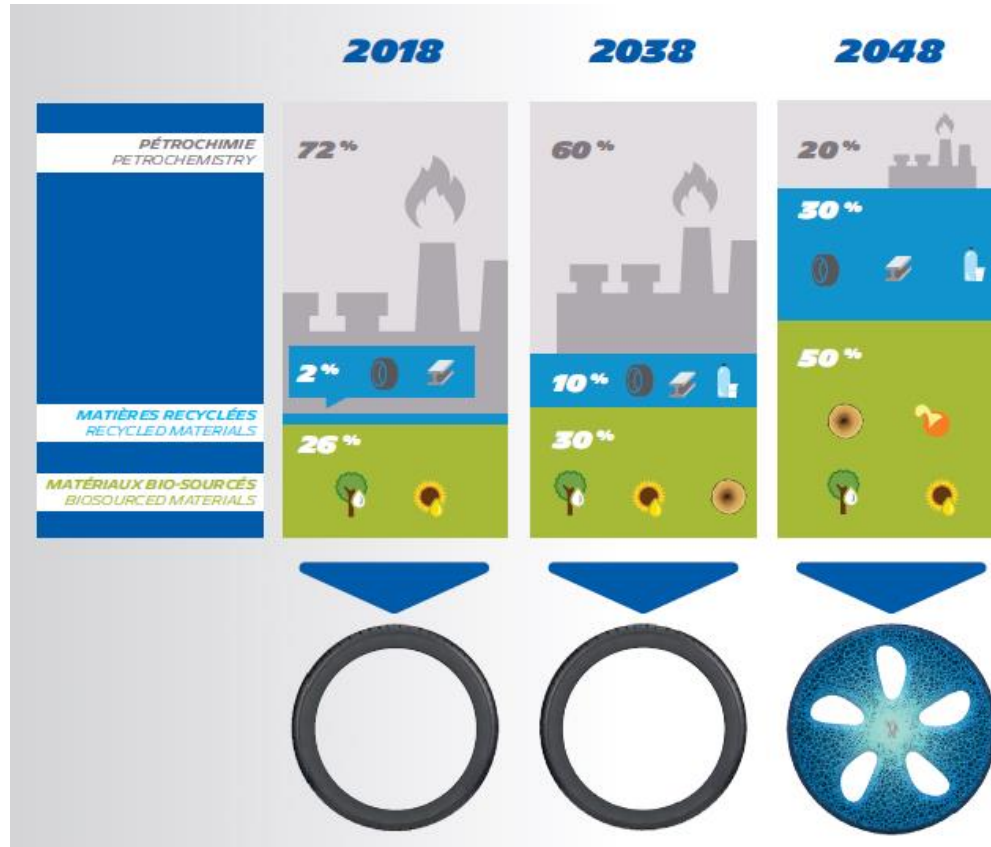 2018
2038
2048
PÉTROCHIMIE
PETROCHEMISTRY
72 %
60 %
20 %
30 %
2 %
10 %
50 %
MATIÈRES RECYCLÉES
RECYCLED MATERIALS
26 %
30 %
MATÉRIAUX BIO-SOURCÉS
BIOSOURCED MATERIALS